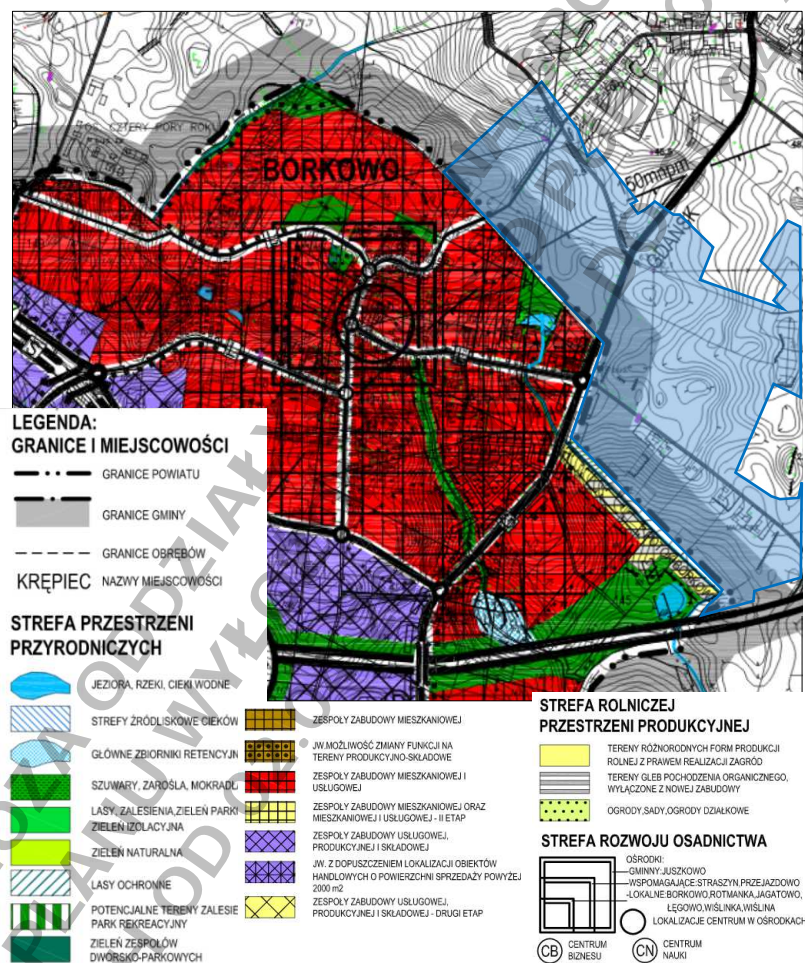 OS. CZTERY PORY ROKU
BORKOWO
60mnpm
GDAŃSK
LEGENDA:
GRANICE I MIEJSCOWOŚCI
GRANICE POWIATU
GRANICE GMINY
GRANICE OBRĘBÓW
KRĘPIEC NAZWY MIEJSCOWOŚCI
STREFA PRZESTRZENI
PRZYRODNICZYCH
JEZIORA, RZEKI, CIEKI WODNE
STREFY ŹRÓDLISKOWE CIEKÓW
GŁÓWNE ZBIORNIKI RETENCYJN
SZUWARY, ZAROŚLA, MOKRADŁ
LASY, ZALESIENIA,ZIELEŃ PARKI
ZIELEŃ IZOLACYJNA
ZIELEŃ NATURALNA
LASY OCHRONNE
POTENCJALNE TERENY ZALESIE
PARK REKREACYJNY
ZIELEŃ ZESPOŁÓW
DWORSKO-PARKOWYCH
ZESPOŁY ZABUDOWY MIESZKANIOWEJ
JW.MOŻLIWOŚĆ ZMIANY FUNKCJI NA
TERENY PRODUKCYJNO-SKŁADOWE
ZESPOŁY ZABUDOWY MIESZKANIOWEJ I
USŁUGOWEJ
ZESPOŁY ZABUDOWY MIESZKANIOWEJ ORAZ
MIESZKANIOWEJ I USŁUGOWEJ - II ETAP
ZESPOŁY ZABUDOWY USŁUGOWEJ,
PRODUKCYJNEJ I SKŁADOWEJ
JW. Z DOPUSZCZENIEM LOKALIZACJI OBIEKTÓW
HANDLOWYCH O POWIERZCHNI SPRZEDAŻY POWYŻEJ
2000 m2
ZESPOŁY ZABUDOWY USŁUGOWEJ,
PRODUKCYJNEJ I SKŁADOWEJ - DRUGI ETAP
STREFA ROLNICZEJ
PRZESTRZENI PRODUKCYJNEJ
TERENY RÓŻNORODNYCH FORM PRODUKCJI
ROLNEJ Z PRAWEM REALIZACJI ZAGRÓD
TERENY GLEB POCHODZENIA ORGANICZNEGO,
WYŁĄCZONE Z NOWEJ ZABUDOWY
OGRODY,SADY,OGRODY DZIAŁKOWE
STREFA ROZWOJU OSADNICTWA
OŚRODKI:
GMINNY:JUSZKOWO
WSPOMAGAJĄCE:STRASZYN,PRZEJAZDOWO
-LOKALNE:BORKOWO,ROTMANKA,JAGATOWO,
ŁĘGOWO,WIŚLINKA,WIŚLINA
LOKALIZACJE CENTRUM W OŚRODKACH
CB CENTRUM
BIZNESU
CN CENTRUM
NAUKI